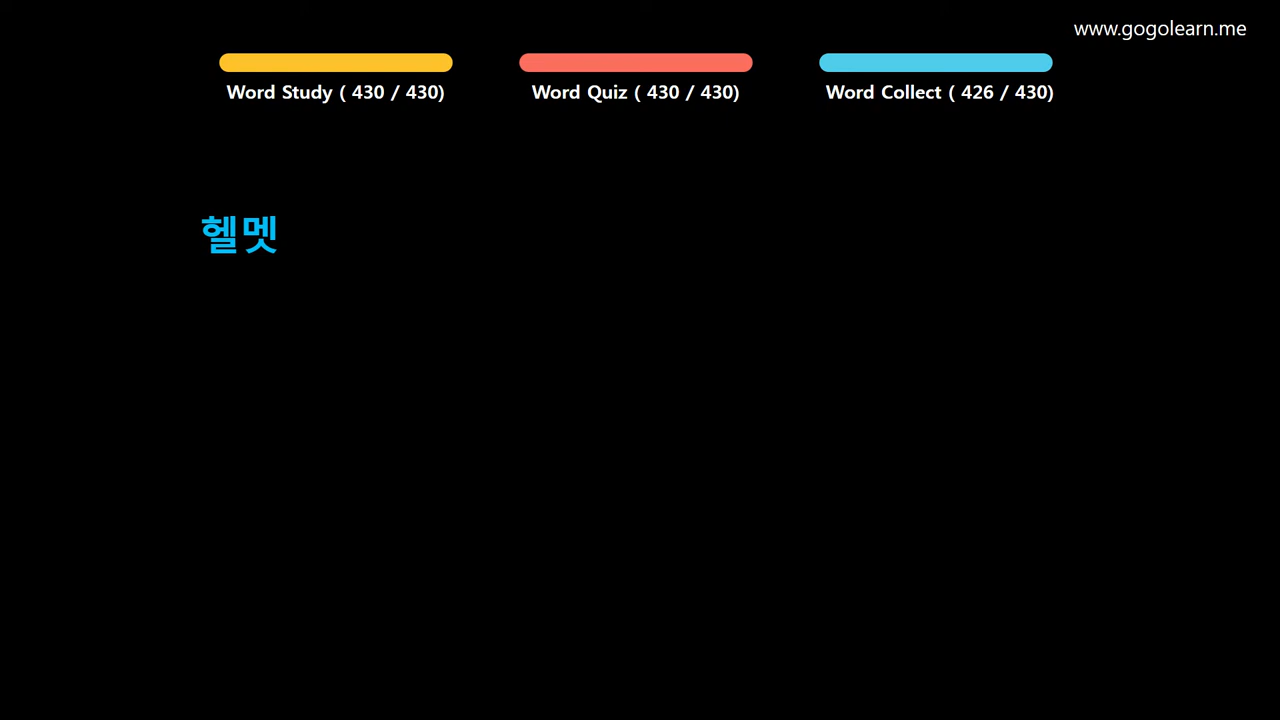 www.gogolearn.me
Word Study ( 430 / 430)
Word Quiz ( 430 / 430)
Word Collect ( 426 / 430)
헬멧